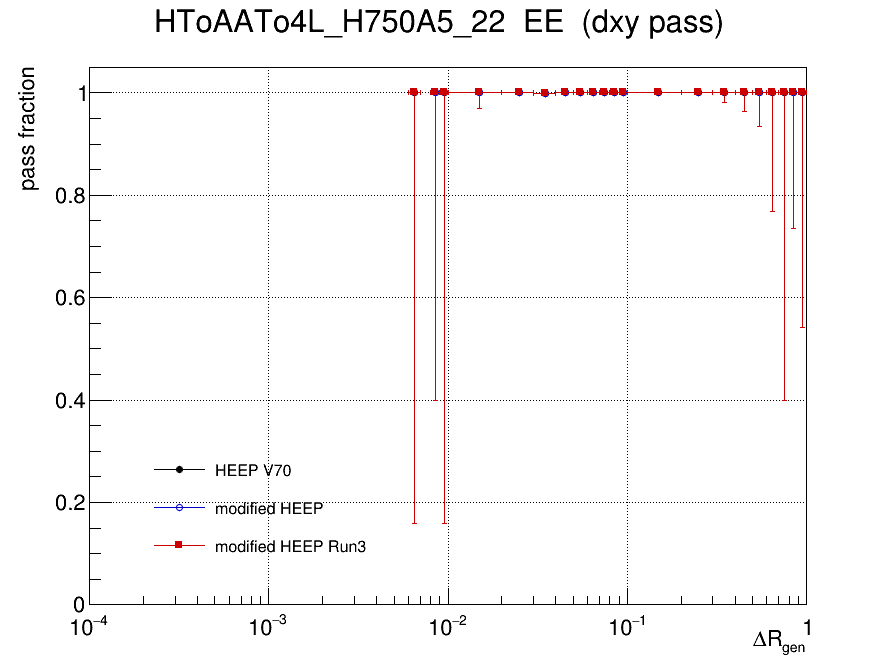 HToAATo4L_H750A5_22 EE (dxy pass)
pass fraction
1
0.8
0.6
0.4
0.2
0
HEEP V70
modified HEEP
modified HEEP Run3
10⁻⁴ 10⁻³ 10⁻² 10⁻¹ 1
ΔR_gen